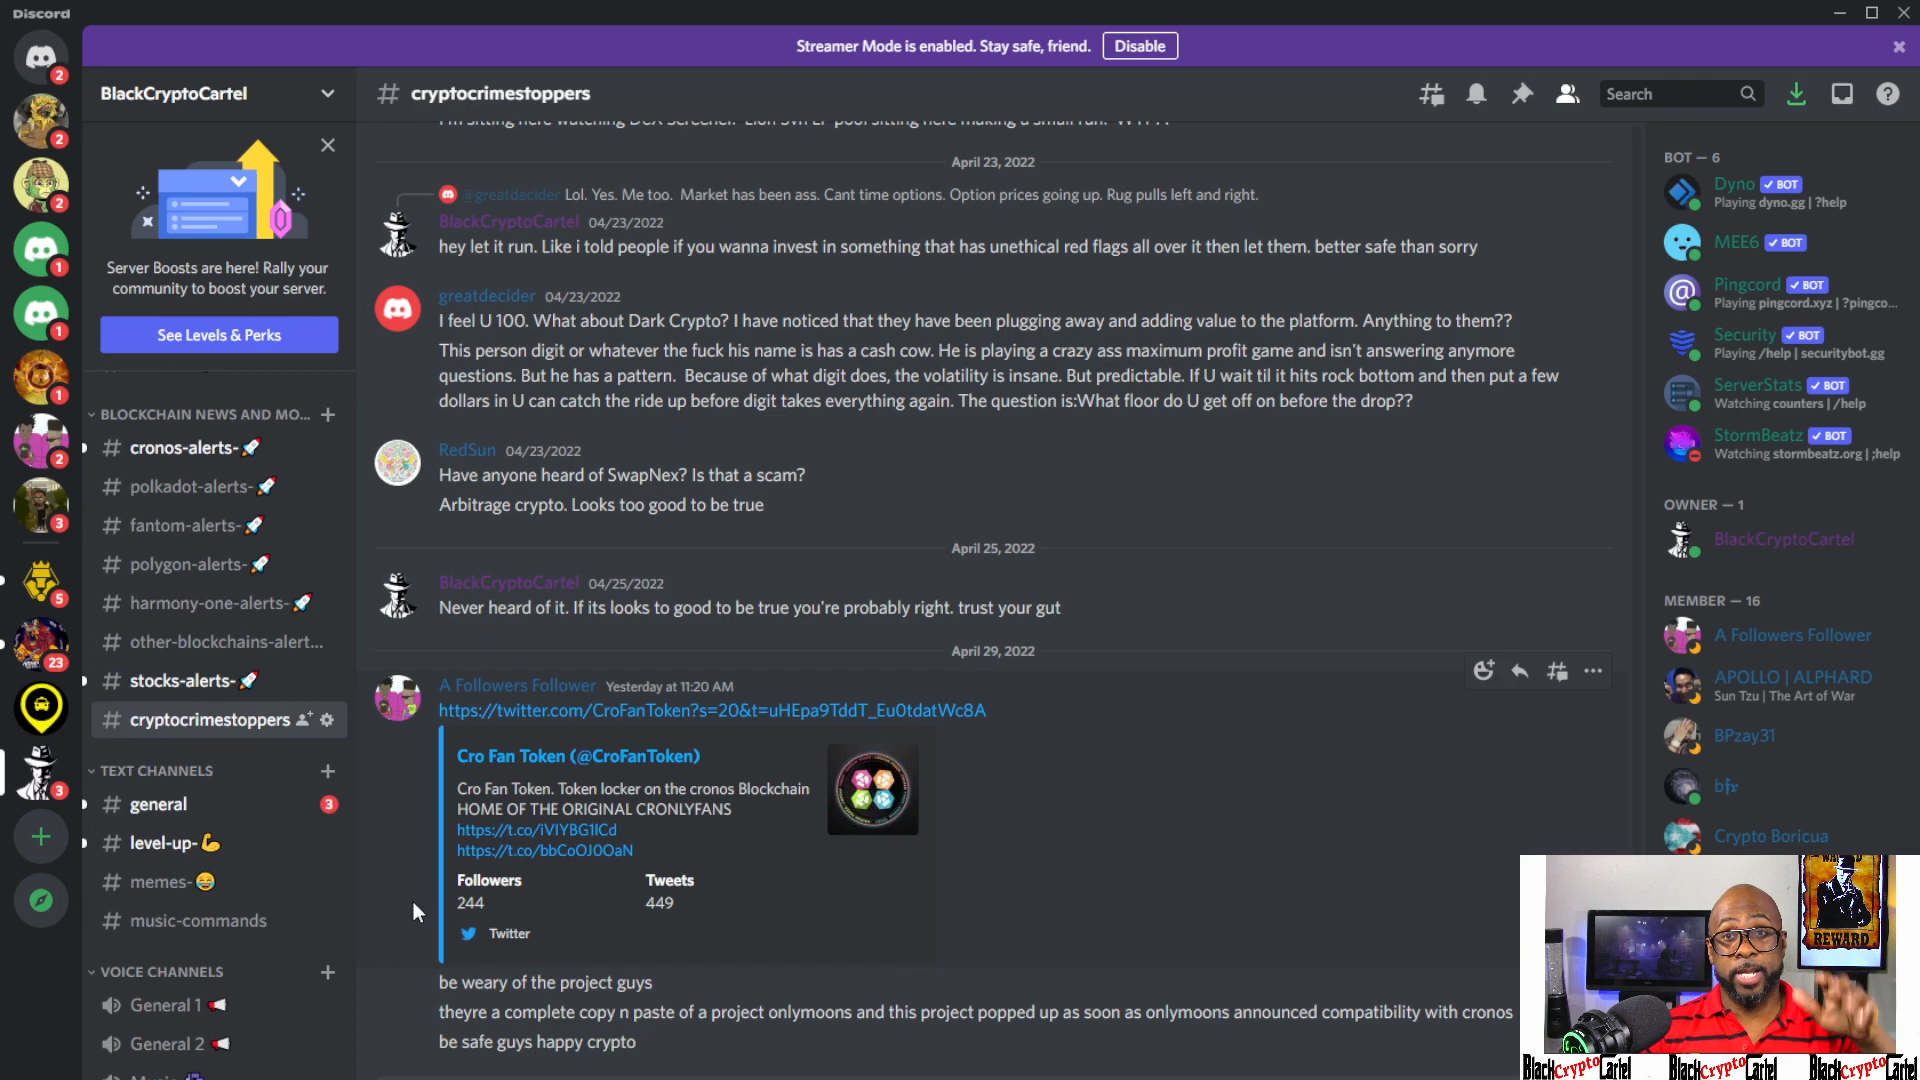 Discord
Streamer Mode is enabled. Stay safe, friend.
Disable
2
2
2
1
1
1
2
3
5
23
3
BlackCryptoCartel
Server Boosts are here! Rally your
community to boost your server.
See Levels & Perks
BLOCKCHAIN NEWS AND MO...
cronos-alerts-🚀
polkadot-alerts-🚀
fantom-alerts-🚀
polygon-alerts-🚀
harmony-one-alerts-🚀
other-blockchains-alert...
stocks-alerts-🚀
cryptocrimestoppers
TEXT CHANNELS
general
3
level-up-💪
memes-😂
music-commands
VOICE CHANNELS
General 1
General 2
# cryptocrimestoppers
Search
April 23, 2022
@greatdecider Lol. Yes. Me too. Market has been ass. Cant time options. Option prices going up. Rug pulls left and right.
BlackCryptoCartel 04/23/2022
hey let it run. Like i told people if you wanna invest in something that has unethical red flags all over it then let them. better safe than sorry
greatdecider 04/23/2022
I feel U 100. What about Dark Crypto? I have noticed that they have been plugging away and adding value to the platform. Anything to them??
This person digit or whatever the fuck his name is has a cash cow. He is playing a crazy ass maximum profit game and isn't answering anymore
questions. But he has a pattern. Because of what digit does, the volatility is insane. But predictable. If U wait til it hits rock bottom and then put a few
dollars in U can catch the ride up before digit takes everything again. The question is:What floor do U get off on before the drop??
RedSun 04/23/2022
Have anyone heard of SwapNex? Is that a scam?
Arbitrage crypto. Looks too good to be true
April 25, 2022
BlackCryptoCartel 04/25/2022
Never heard of it. If its looks to good to be true you're probably right. trust your gut
April 29, 2022
A Followers Follower Yesterday at 11:20 AM
https://twitter.com/CroFanToken?s=20&t=uHEpa9TddT_Eu0tdatWc8A
Cro Fan Token (@CroFanToken)
Cro Fan Token. Token locker on the cronos Blockchain
HOME OF THE ORIGINAL CRONLYFANS
https://t.co/iVIYBG1lCd
https://t.co/bbCoOJ0OaN
Followers Tweets
244 449
Twitter
be weary of the project guys
theyre a complete copy n paste of a project onlymoons and this project popped up as soon as onlymoons announced compatibility with cronos
be safe guys happy crypto
BOT — 6
Dyno BOT
Playing dyno.gg | ?help
MEE6 BOT
Pingcord BOT
Playing pingcord.xyz | ?pingco...
Security BOT
Playing /help | securitybot.gg
ServerStats BOT
Watching counters | /help
StormBeatz BOT
Watching stormbeatz.org | ;help
OWNER — 1
BlackCryptoCartel
MEMBER — 16
A Followers Follower
APOLLO | ALPHARD
Sun Tzu | The Art of War
BPzay31
Crypto Boricua
REWARD
BlackCryptoCartel BlackCryptoCartel BlackCryptoCartel